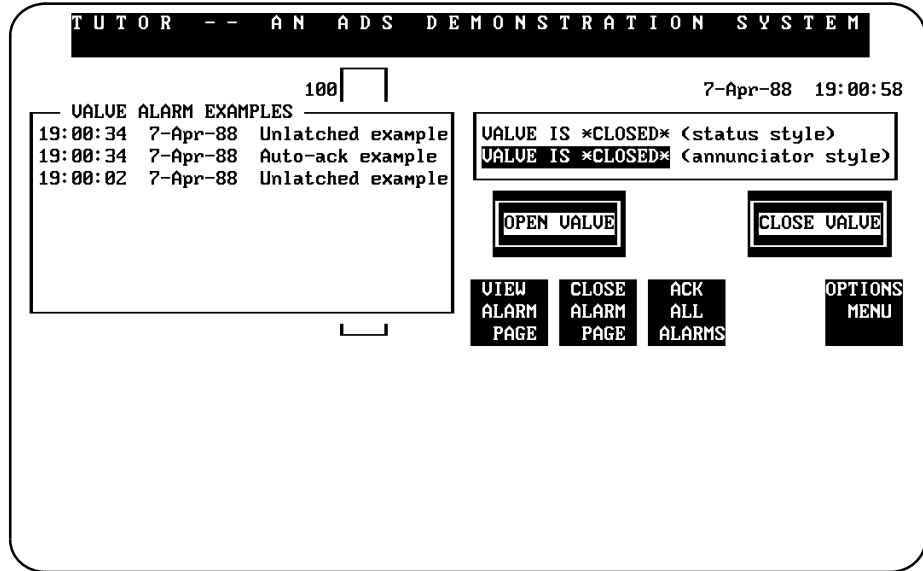 TUTOR -- AN ADS DEMONSTRATION SYSTEM
100
7-Apr-88 19:00:58
VALVE ALARM EXAMPLES
19:00:34 7-Apr-88 Unlatched example
19:00:34 7-Apr-88 Auto-ack example
19:00:02 7-Apr-88 Unlatched example
VALVE IS *CLOSED* (status style)
VALVE IS *CLOSED* (annunciator style)
OPEN VALVE
CLOSE VALVE
VIEW
ALARM
PAGE
CLOSE
ALARM
PAGE
ACK
ALL
ALARMS
OPTIONS
MENU